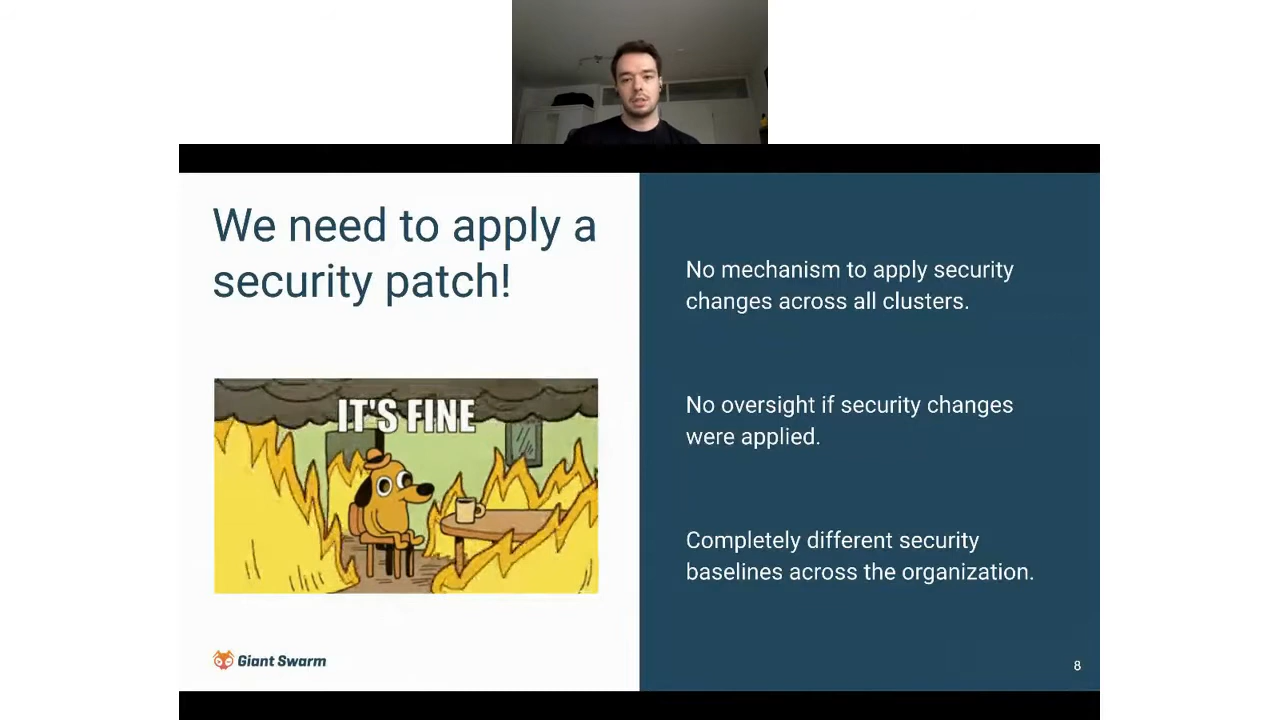 We need to apply a
security patch!
IT'S FINE
Giant Swarm
No mechanism to apply security
changes across all clusters.
No oversight if security changes
were applied.
Completely different security
baselines across the organization.
8